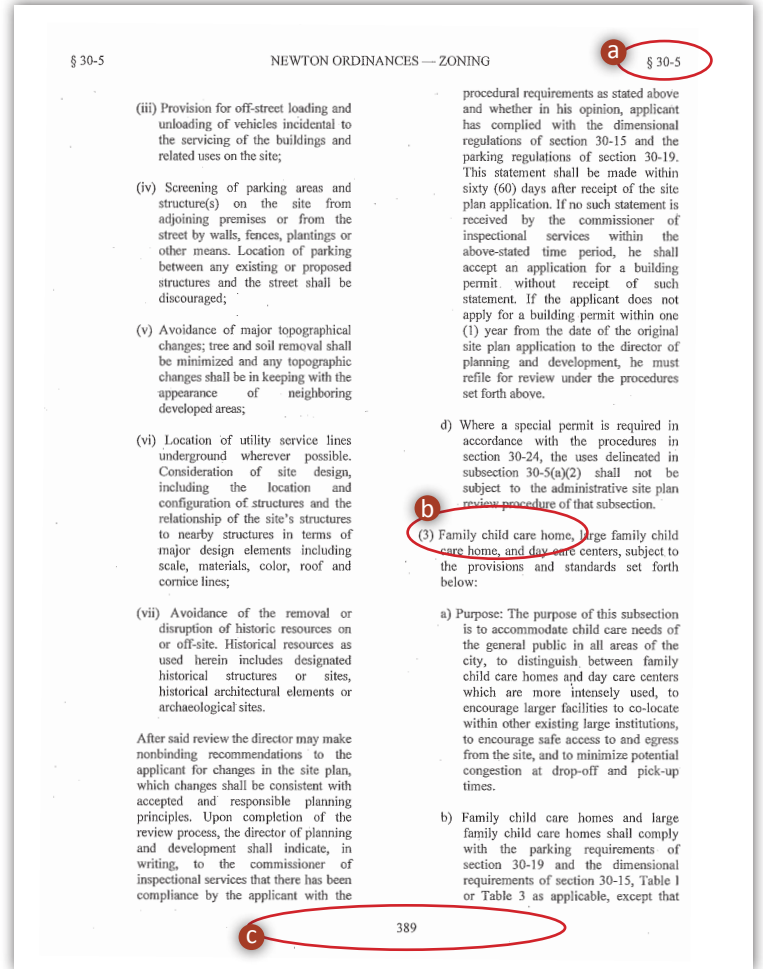 § 30-5
NEWTON ORDINANCES — ZONING
a
§ 30-5
(iii) Provision for off-street loading and
unloading of vehicles incidental to
the servicing of the buildings and
related uses on the site;
(iv) Screening of parking areas and
structure(s) on the site from
adjoining premises or from the
street by walls, fences, plantings or
other means. Location of parking
between any existing or proposed
structures and the street shall be
discouraged;
(v) Avoidance of major topographical
changes; tree and soil removal shall
be minimized and any topographic
changes shall be in keeping with the
appearance of neighboring
developed areas;
(vi) Location of utility service lines
underground wherever possible.
Consideration of site design,
including the location and
configuration of structures and the
relationship of the site's structures
to nearby structures in terms of
major design elements including
scale, materials, color, roof and
cornice lines;
(vii) Avoidance of the removal or
disruption of historic resources on
or off-site. Historical resources as
used herein includes designated
historical structures or sites,
historical architectural elements or
archaeological sites.
After said review the director may make
nonbinding recommendations to the
applicant for changes in the site plan,
which changes shall be consistent with
accepted and responsible planning
principles. Upon completion of the
review process, the director of planning
and development shall indicate, in
writing, to the commissioner of
inspectional services that there has been
compliance by the applicant with the
procedural requirements as stated above
and whether in his opinion, applicant
has complied with the dimensional
regulations of section 30-15 and the
parking regulations of section 30-19.
This statement shall be made within
sixty (60) days after receipt of the site
plan application. If no such statement is
received by the commissioner of
inspectional services within the
above-stated time period, he shall
accept an application for a building
permit without receipt of such
statement. If the applicant does not
apply for a building permit within one
(1) year from the date of the original
site plan application to the director of
planning and development, he must
refile for review under the procedures
set forth above.
d) Where a special permit is required in
accordance with the procedures in
section 30-24, the uses delineated in
subsection 30-5(a)(2) shall not be
subject to the administrative site plan
review procedure of that subsection.
b
(3) Family child care home, large family child
care home, and day care centers, subject to
the provisions and standards set forth
below:
a) Purpose: The purpose of this subsection
is to accommodate child care needs of
the general public in all areas of the
city, to distinguish between family
child care homes and day care centers
which are more intensely used, to
encourage larger facilities to co-locate
within other existing large institutions,
to encourage safe access to and egress
from the site, and to minimize potential
congestion at drop-off and pick-up
times.
b) Family child care homes and large
family child care homes shall comply
with the parking requirements of
section 30-19 and the dimensional
requirements of section 30-15, Table 1
or Table 3 as applicable, except that
c
389